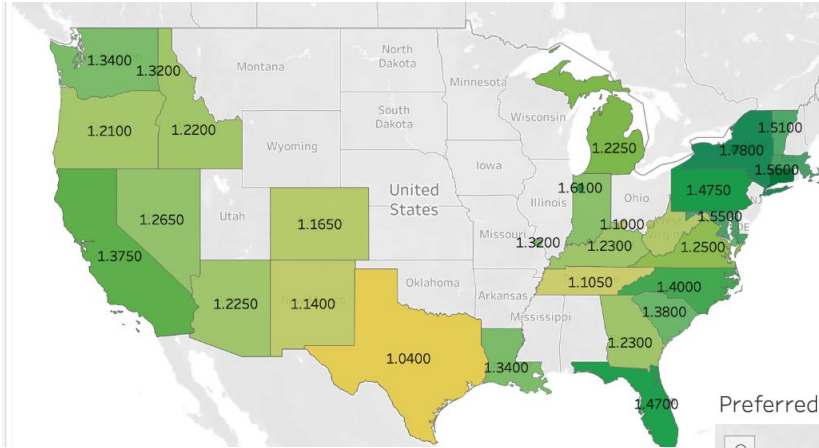 1.3400
1.3200
Montana
North
Dakota
Minnesota
1.5100
1.2100
1.2200
South
Dakota
Wisconsin
1.2250
1.7800
Wyoming
Iowa
1.5600
1.4750
United
States
1.6100
Illinois
Ohio
NJ
1.2650
Utah
1.1650
Missouri
1.3200
1.1000
1.5500
DE
1.3750
1.2300
1.2500
1.2250
1.1400
Oklahoma
1.1050
1.4000
Arkansas
Mississippi
1.3800
1.0400
1.3400
1.2300
1.4700
Preferred